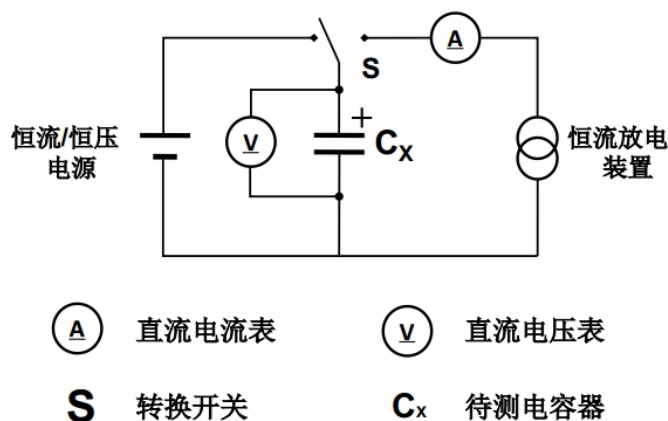 A
S
恒流/恒压
电源
V
+
Cx
恒流放电
装置
A 直流电流表
V 直流电压表
S 转换开关
Cx 待测电容器